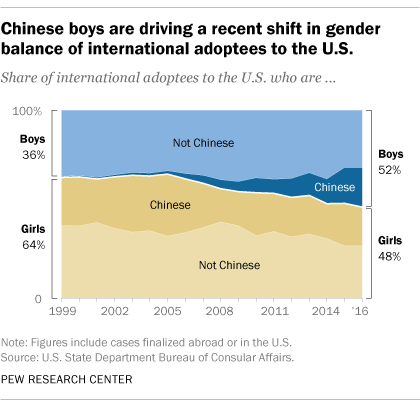 Chinese boys are driving a recent shift in gender
balance of international adoptees to the U.S.
Share of international adoptees to the U.S. who are ...
100%
Not Chinese
Boys
36%
Boys
52%
Chinese
Chinese
Girls
64%
Girls
48%
Not Chinese
0
1999 2002 2005 2008 2011 2014 '16
Note: Figures include cases finalized abroad or in the U.S.
Source: U.S. State Department Bureau of Consular Affairs.
PEW RESEARCH CENTER